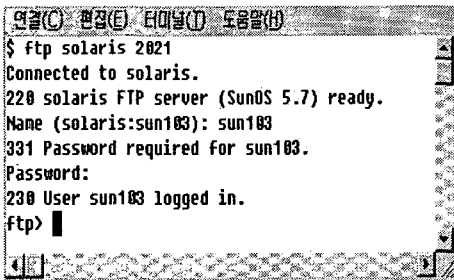 연결(C) 편집(E) 터미널(T) 도움말(H)
$ ftp solaris 2021
Connected to solaris.
220 solaris FTP server (SunOS 5.7) ready.
Name (solaris:sun103): sun103
331 Password required for sun103.
Password:
230 User sun103 logged in.
ftp>